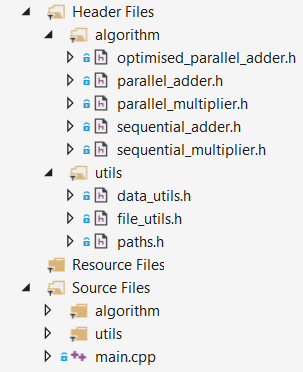 Header Files
algorithm
optimised_parallel_adder.h
parallel_adder.h
parallel_multiplier.h
sequential_adder.h
sequential_multiplier.h
utils
data_utils.h
file_utils.h
paths.h
Resource Files
Source Files
algorithm
utils
main.cpp